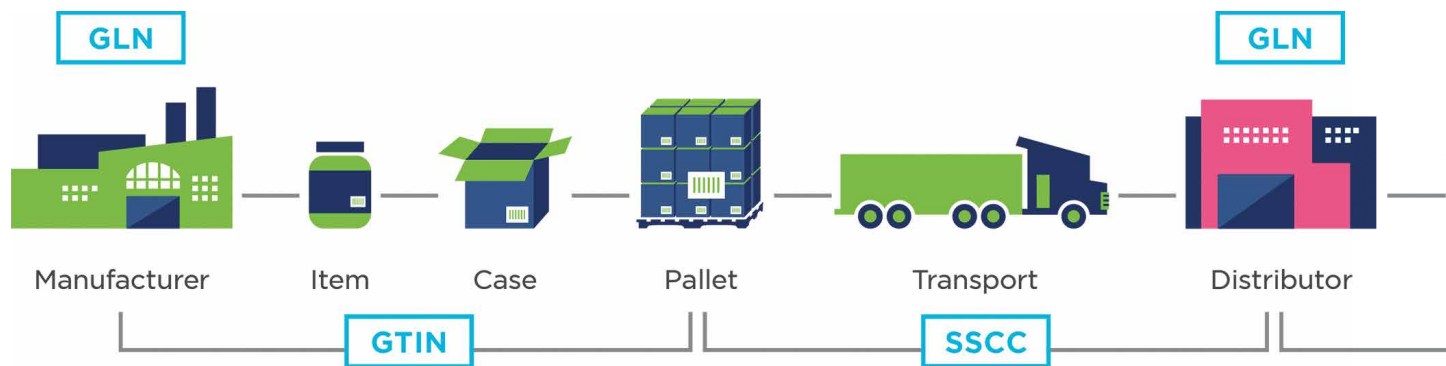 GLN
GLN
Manufacturer
Item
Case
Pallet
Transport
Distributor
GTIN
SSCC